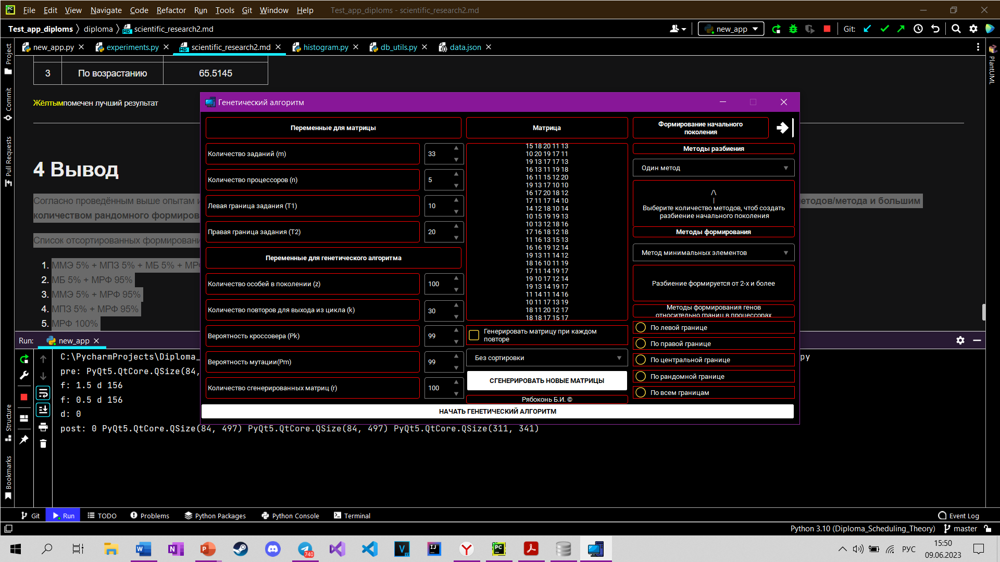 File Edit View Navigate Code Refactor Run Tools Git Window Help Test_app_diploms - scientific_research2.md
Test_app_diploms diploma scientific_research2.md
new_app Git:
new_app.py experiments.py scientific_research2.md histogram.py db_utils.py data.json
Project
Commit
Pull Requests
Structure
Bookmarks
PlantUML
3 По возрастанию 65.5145
Жёлтымпомечен лучший результат
4 Вывод
Согласно проведённым выше опытам
етодов/метода и большим
количеством рандомного формиров
Список отсортированных формировани
1. ММЭ 5% + МПЗ 5% + МБ 5% + МРФ
2. МБ 5% + МРФ 95%
3. ММЭ 5% + МРФ 95%
4. МПЗ 5% + МРФ 95%
5. МРФ 100%
Генетический алгоритм
Переменные для матрицы
Количество заданий (m) 33
Количество процессоров (n) 5
Левая граница задания (T1) 10
Правая граница задания (T2) 20
Переменные для генетического алгоритма
Количество особей в поколении (z) 100
Количество повторов для выхода из цикла (k) 30
Вероятность кроссовера (Pk) 99
Вероятность мутации(Pm) 99
Количество сгенерированных матриц (r) 100
Матрица
15 18 20 11 13
10 20 19 17 11
19 13 17 17 13
16 13 11 19 18
16 11 15 12 20
19 13 17 10 10
16 17 20 18 12
17 11 17 14 10
14 12 18 10 14
10 15 19 19 13
10 13 12 18 16
17 16 18 12 18
11 16 13 15 13
16 16 19 12 14
19 13 11 14 12
18 16 10 11 19
17 11 14 19 17
19 10 17 12 14
19 13 14 19 17
11 14 11 14 16
10 11 17 13 19
18 11 20 12 17
18 18 17 15 17
Генерировать матрицу при каждом
повторе
Без сортировки
СГЕНЕРИРОВАТЬ НОВЫЕ МАТРИЦЫ
Рябоконь Б.И. ©
Формирование начального
поколения
Методы разбиения
Один метод
/\
|
Выберите количество методов, чтоб создать
разбиение начального поколения
Методы формирования
Метод минимальных элементов
Разбиение формируется от 2-х и более
Методы формирования генов
относительно границ в процессорах
По левой границе
По правой границе
По центральной границе
По рандомной границе
По всем границам
НАЧАТЬ ГЕНЕТИЧЕСКИЙ АЛГОРИТМ
Run: new_app
C:\PycharmProjects\Diploma_
py
pre: PyQt5.QtCore.QSize(84,
f: 1.5 d 156
f: 0.5 d 156
d: 0
post: 0 PyQt5.QtCore.QSize(84, 497) PyQt5.QtCore.QSize(84, 497) PyQt5.QtCore.QSize(311, 341)
Git Run TODO Problems Python Packages Python Console Terminal Event Log
Python 3.10 (Diploma_Scheduling_Theory) master
740
РУС
15:50
09.06.2023